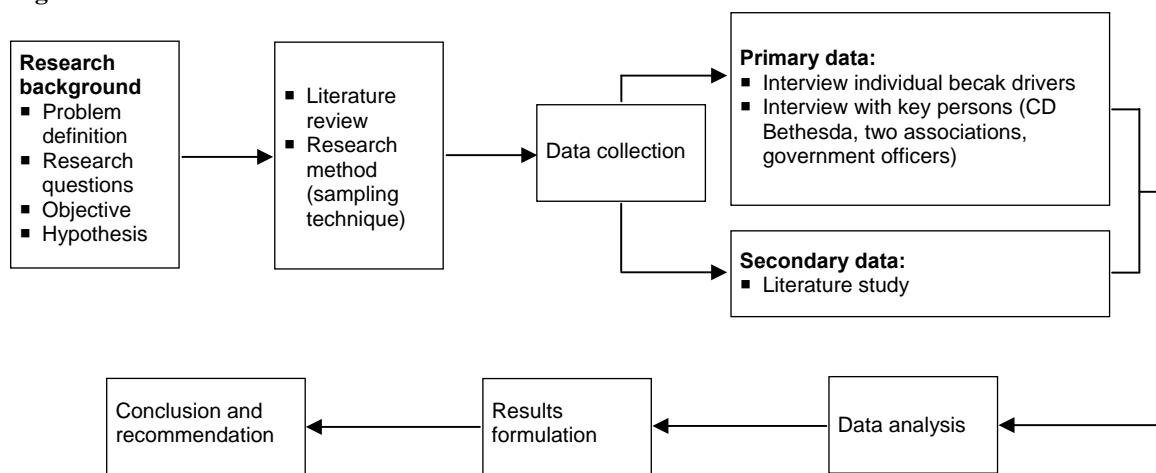 Research
background
▪ Problem
definition
▪ Research
questions
▪ Objective
▪ Hypothesis
▪ Literature
review
▪ Research
method
(sampling
technique)
Data collection
Primary data:
▪ Interview individual becak drivers
▪ Interview with key persons (CD
Bethesda, two associations,
government officers)
Secondary data:
▪ Literature study
Data analysis
Results
formulation
Conclusion and
recommendation